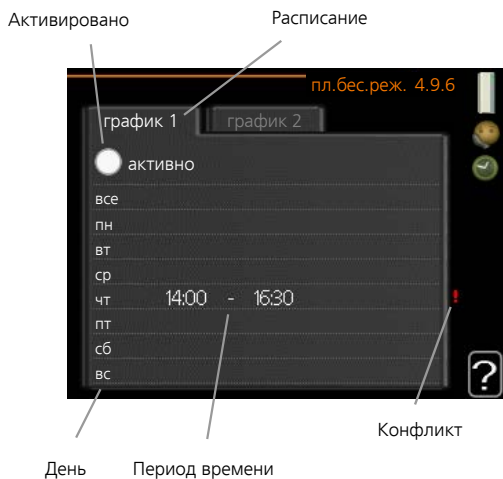 Активировано
Расписание
пл.бес.реж. 4.9.6
график 1
график 2
активно
все
пн
вт
ср
чт 14:00 - 16:30
пт
сб
вс
!
?
Конфликт
День
Период времени